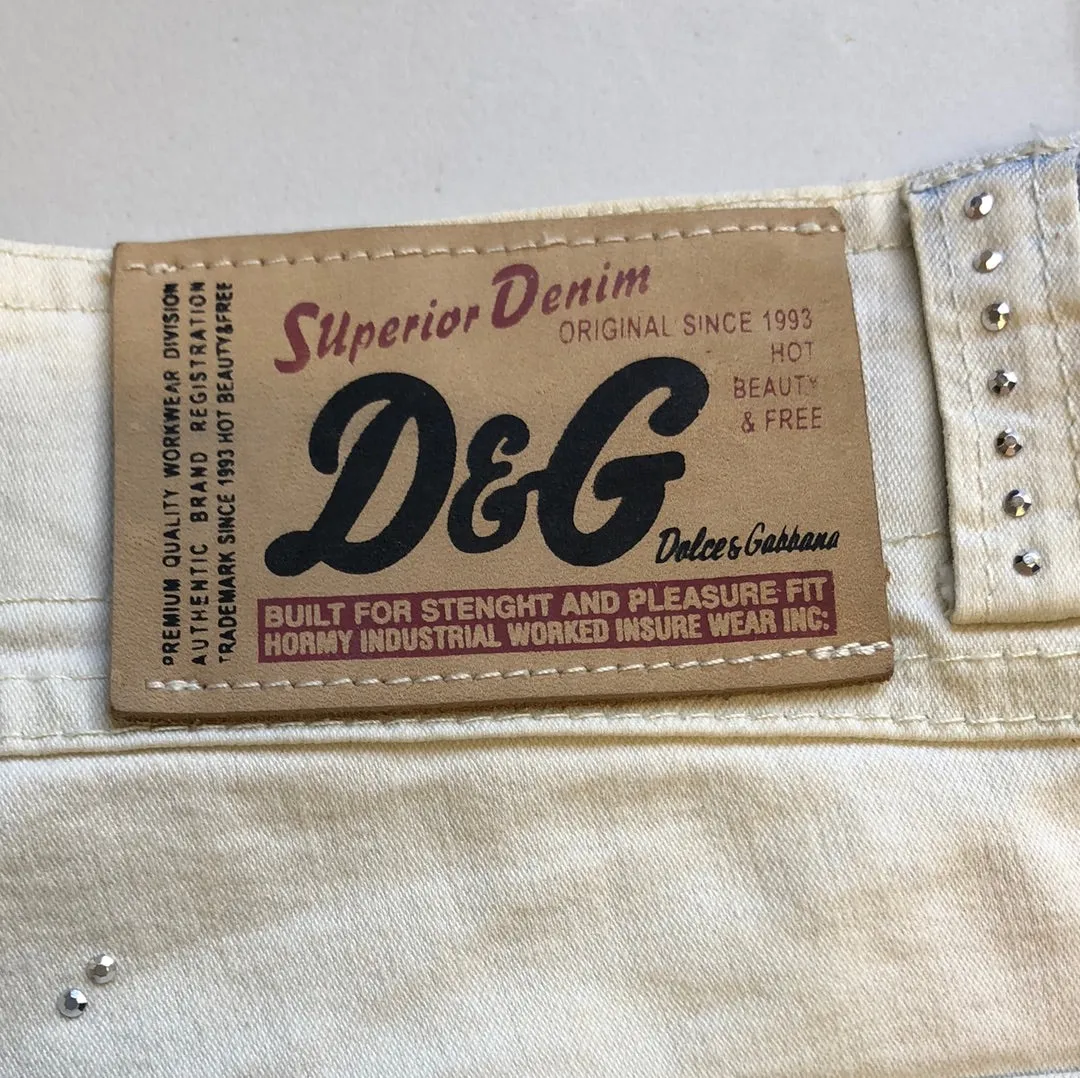 PREMIUM QUALITY WORKWEAR DIVISION
AUTHENTIC BRAND REGISTRATION
TRADEMARK SINCE 1993 HOT BEAUTY&FREE
SUperior Denim
ORIGINAL SINCE 1993
HOT
BEAUTY
& FREE
D&G
Dolce&Gabbana
BUILT FOR STENGHT AND PLEASURE FIT
HORMY INDUSTRIAL WORKED INSURE WEAR INC: